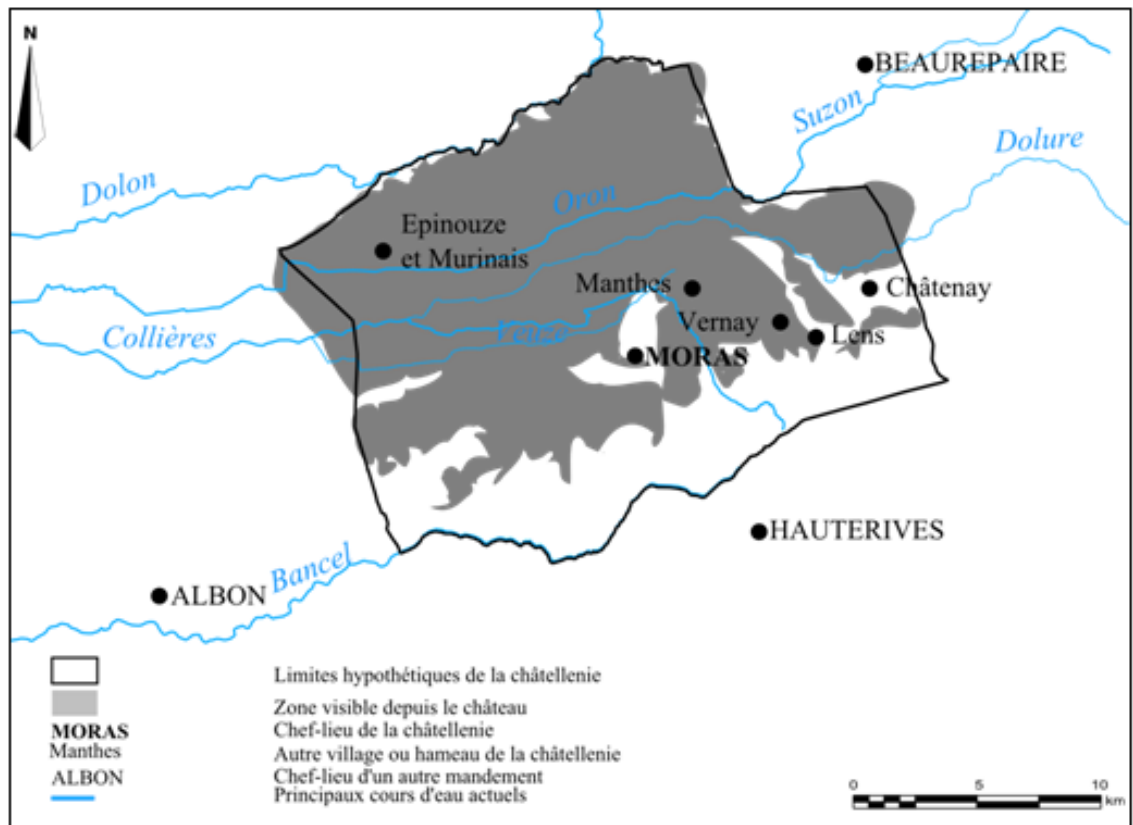 N
BEAUREPAIRE
Suzon
Dolure
Dolon
Oron
Epinouze
et Murinais
Manthes
Châtenay
Collières
Veuze
Vernay
Lens
MORAS
HAUTERIVES
Bancel
ALBON
Limites hypothétiques de la châtellenie
Zone visible depuis le château
MORAS Chef-lieu de la châtellenie
Manthes Autre village ou hameau de la châtellenie
ALBON Chef-lieu d'un autre mandement
Principaux cours d'eau actuels
0 5 10
km